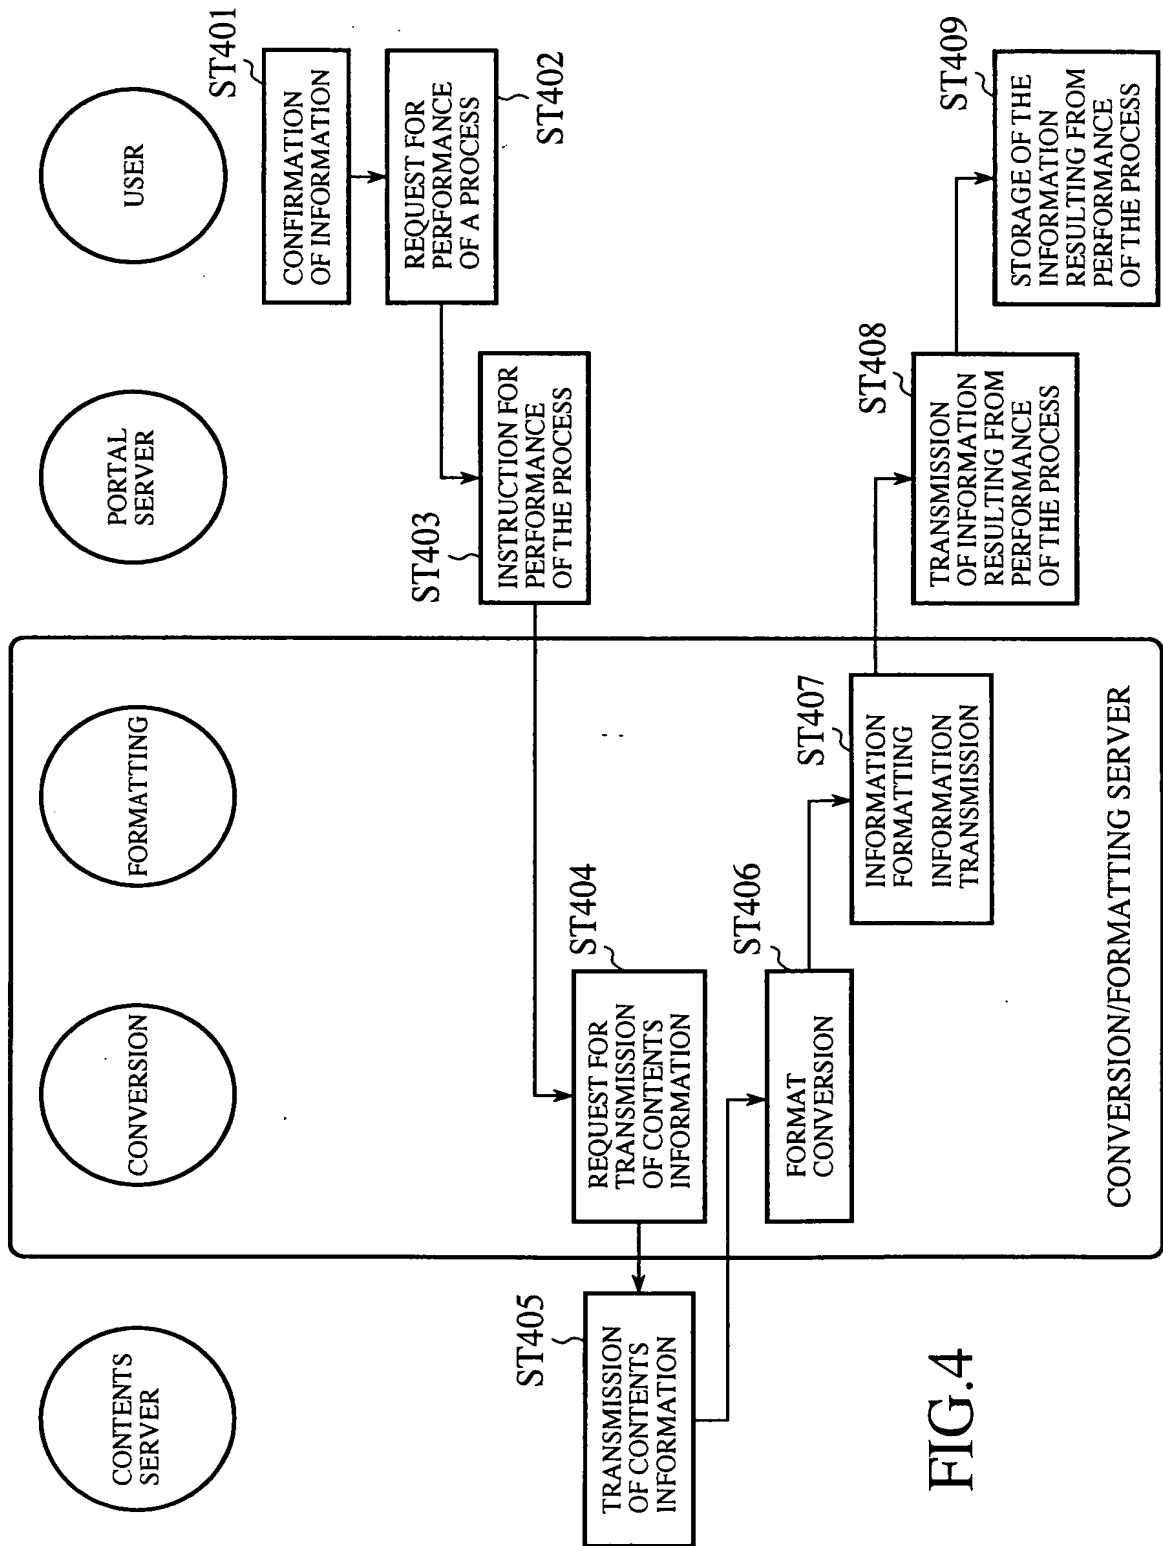 CONTENTS
SERVER
CONVERSION
FORMATTING
PORTAL
SERVER
USER
ST401
CONFIRMATION
OF INFORMATION
REQUEST FOR
PERFORMANCE
OF A PROCESS
ST402
ST403
INSTRUCTION FOR
PERFORMANCE
OF THE PROCESS
ST404
REQUEST FOR
TRANSMISSION
OF CONTENTS
INFORMATION
ST405
TRANSMISSION
OF CONTENTS
INFORMATION
ST406
FORMAT
CONVERSION
ST407
INFORMATION
FORMATTING
INFORMATION
TRANSMISSION
ST408
TRANSMISSION
OF INFORMATION
RESULTING FROM
PERFORMANCE
OF THE PROCESS
ST409
STORAGE OF THE
INFORMATION
RESULTING FROM
PERFORMANCE
OF THE PROCESS
CONVERSION/FORMATTING SERVER
FIG.4